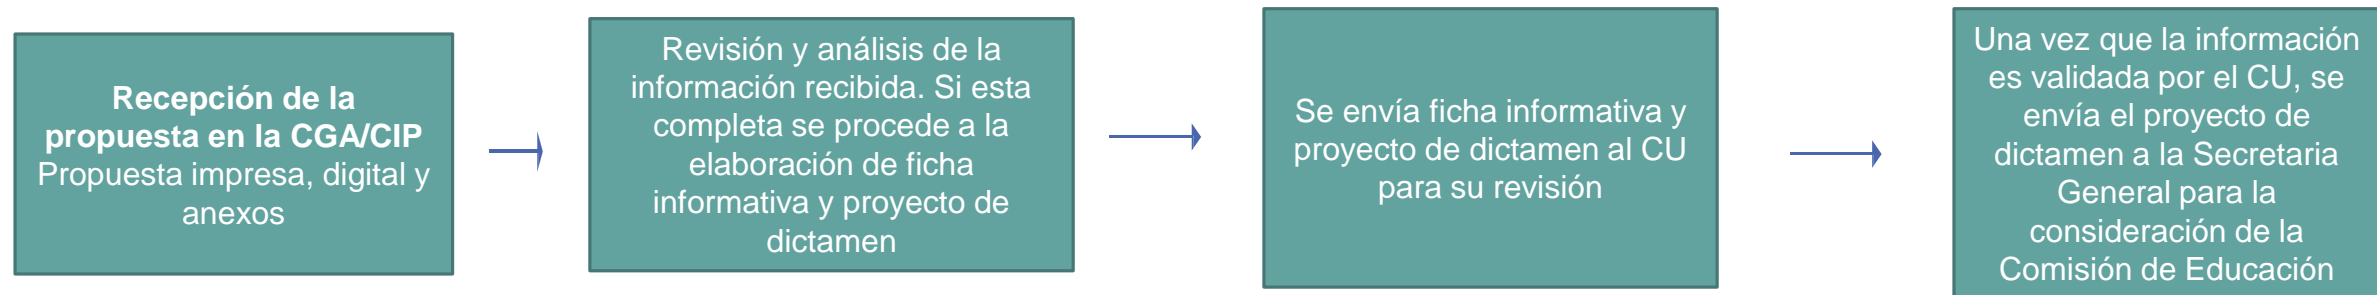 Recepción de la
propuesta en la CGA/CIP
Propuesta impresa, digital y
anexos
Revisión y análisis de la
información recibida. Si esta
completa se procede a la
elaboración de ficha
informativa y proyecto de
dictamen
Se envía ficha informativa y
proyecto de dictamen al CU
para su revisión
Una vez que la información
es validada por el CU, se
envía el proyecto de
dictamen a la Secretaria
General para la
consideración de la
Comisión de Educación